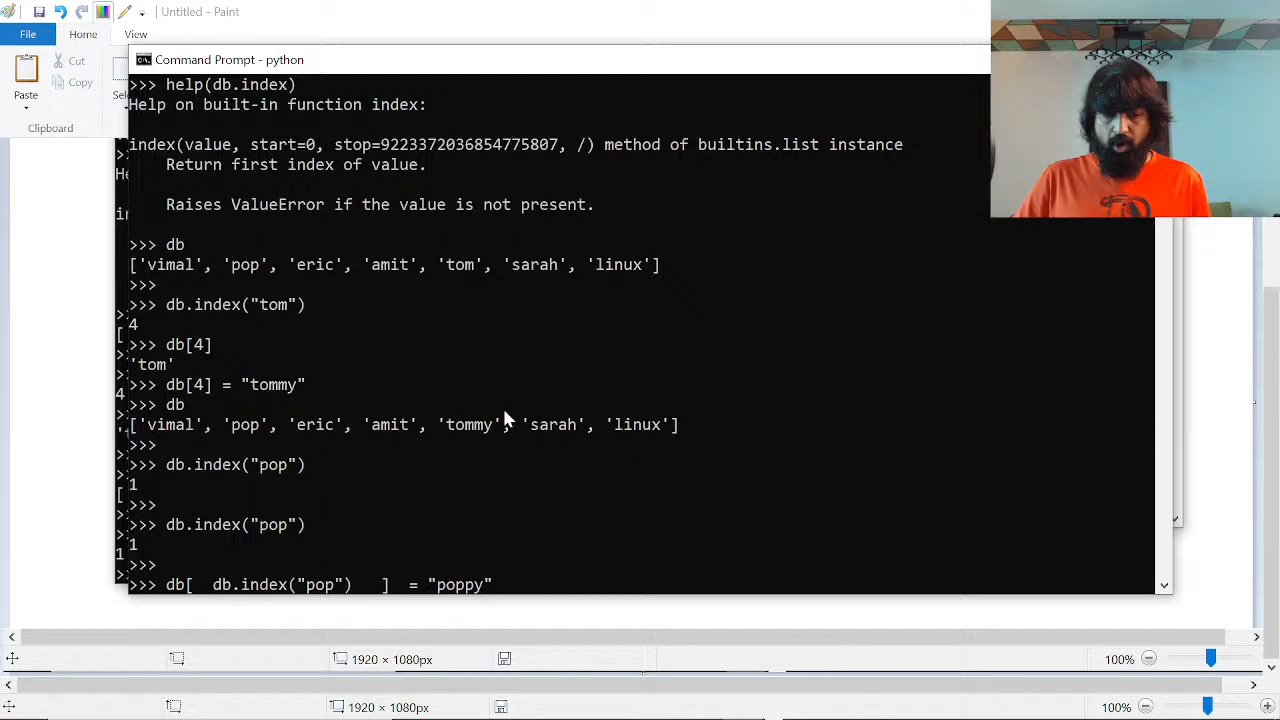 Untitled - Paint
File
Home
View
Paste
Cut
Copy
Clipboard
Command Prompt - python
>>> help(db.index)
Help on built-in function index:
index(value, start=0, stop=9223372036854775807, /) method of builtins.list instance
Return first index of value.
Raises ValueError if the value is not present.
>>> db
['vimal', 'pop', 'eric', 'amit', 'tom', 'sarah', 'linux']
>>>
>>> db.index("tom")
4
>>> db[4]
'tom'
>>> db[4] = "tommy"
>>> db
['vimal', 'pop', 'eric', 'amit', 'tommy', 'sarah', 'linux']
>>>
>>> db.index("pop")
1
>>>
>>> db.index("pop")
1
>>>
>>> db[  db.index("pop")   ]  = "poppy"
1920 × 1080px
100%
1920 × 1080px
100%